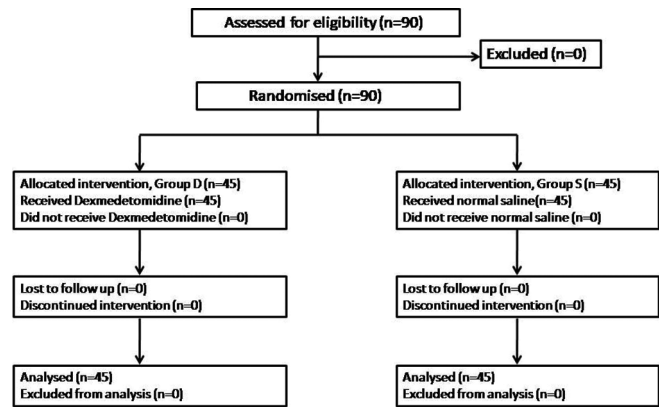 Assessed for eligibility (n=90)
Excluded (n=0)
Randomised (n=90)
Allocated intervention, Group D (n=45)
Received Dexmedetomidine (n=45)
Did not receive Dexmedetomidine (n=0)
Allocated intervention, Group S (n=45)
Received normal saline(n=45)
Did not receive normal saline (n=0)
Lost to follow up (n=0)
Discontinued intervention (n=0)
Lost to follow up (n=0)
Discontinued intervention (n=0)
Analysed (n=45)
Excluded from analysis (n=0)
Analysed (n=45)
Excluded from analysis (n=0)